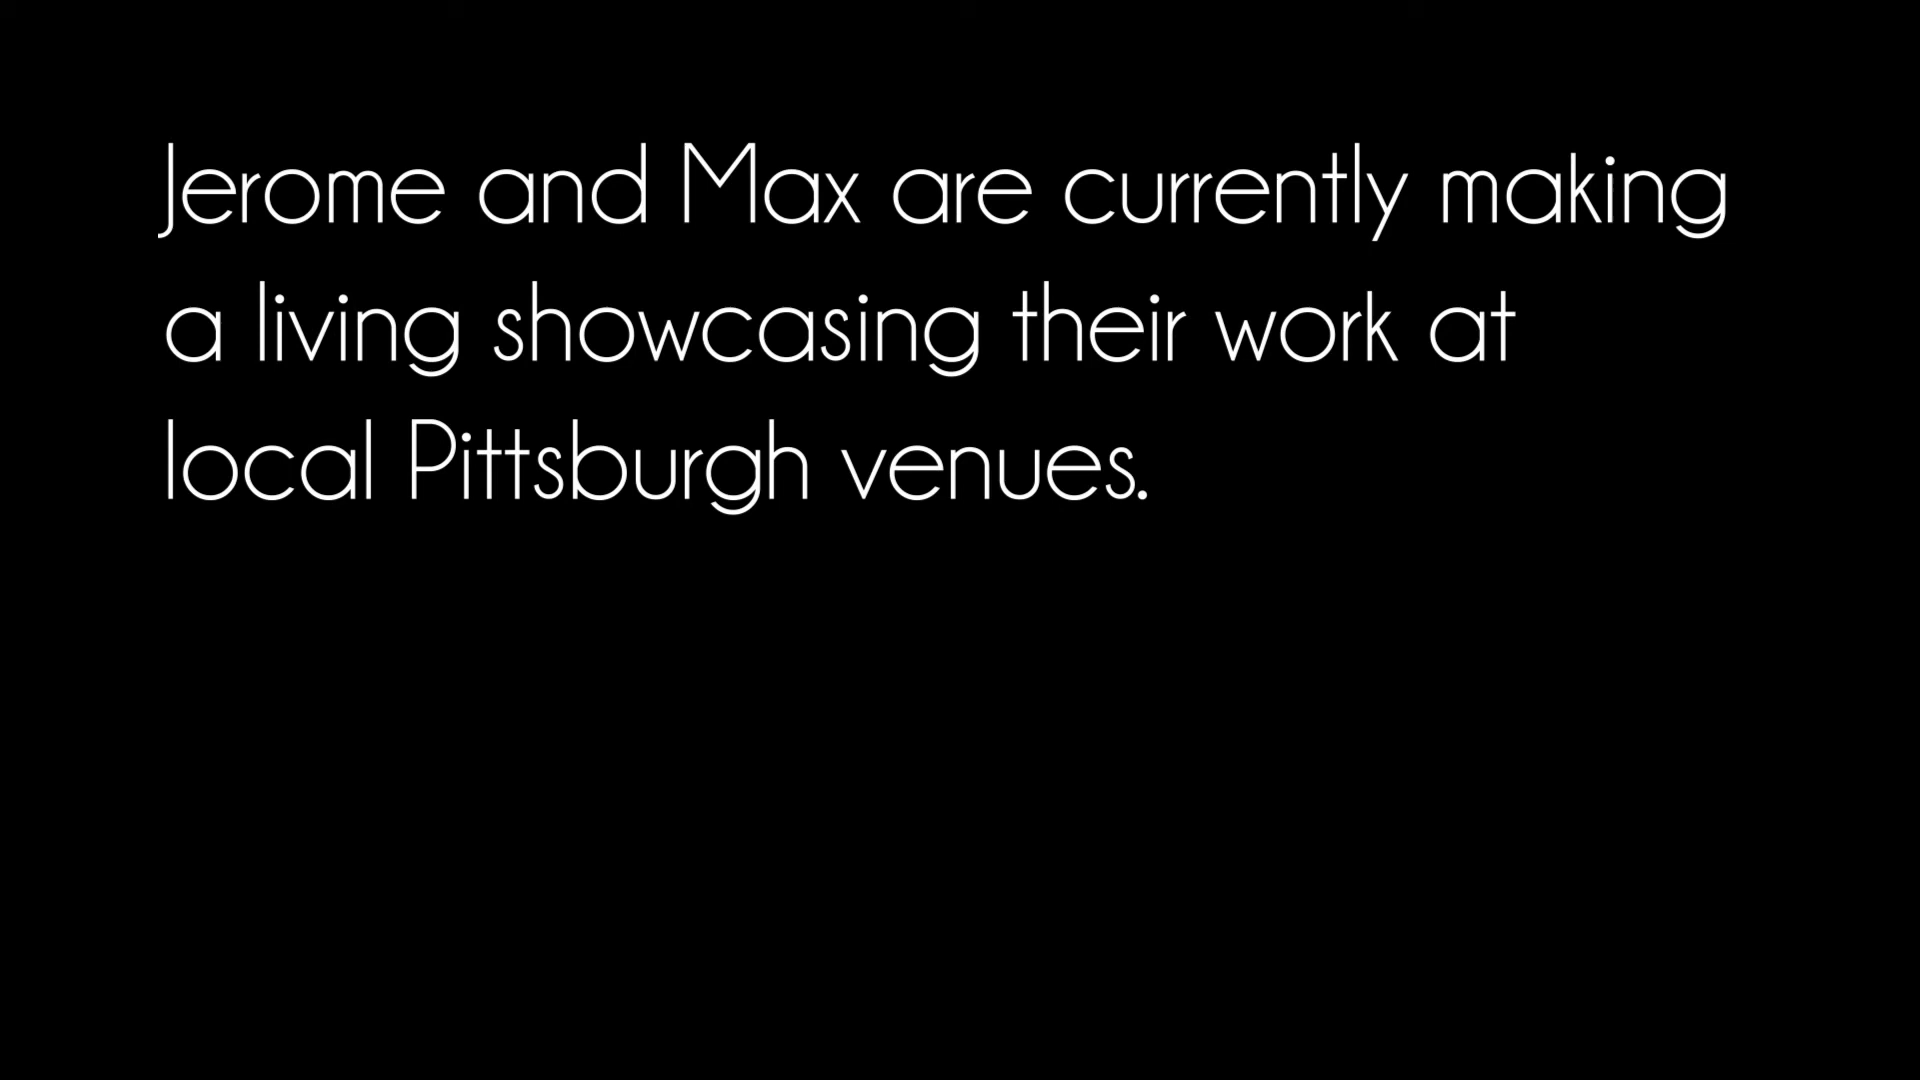 Jerome and Max are currently making
a living showcasing their work at
local Pittsburgh venues.